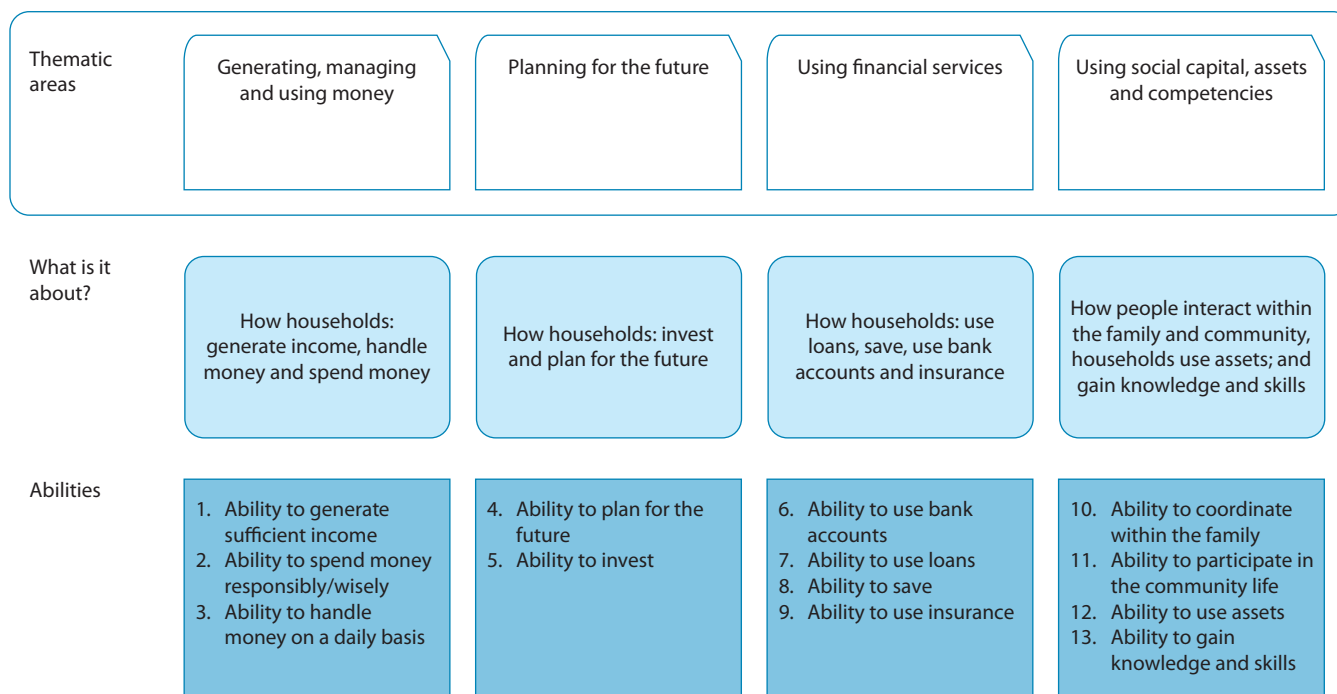 Thematic
areas
Generating, managing
and using money
Planning for the future
Using financial services
Using social capital, assets
and competencies
What is it
about?
How households:
generate income, handle
money and spend money
How households: invest
and plan for the future
How households: use
loans, save, use bank
accounts and insurance
How people interact within
the family and community,
households use assets; and
gain knowledge and skills
Abilities
1. Ability to generate
sufficient income
2. Ability to spend money
responsibly/wisely
3. Ability to handle
money on a daily basis
4. Ability to plan for the
future
5. Ability to invest
6. Ability to use bank
accounts
7. Ability to use loans
8. Ability to save
9. Ability to use insurance
10. Ability to coordinate
within the family
11. Ability to participate in
the community life
12. Ability to use assets
13. Ability to gain
knowledge and skills